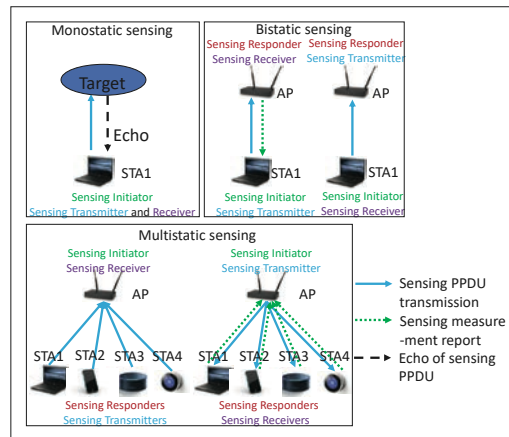 Monostatic sensing
Target
Echo
STA1
Sensing Initiator
Sensing Transmitter and Receiver
Bistatic sensing
Sensing Responder
Sensing Receiver
AP
STA1
Sensing Initiator
Sensing Transmitter
Sensing Responder
Sensing Transmitter
AP
STA1
Sensing Initiator
Sensing Receiver
Multistatic sensing
Sensing Initiator
Sensing Receiver
AP
STA1 STA2 STA3 STA4
Sensing Responders
Sensing Transmitters
Sensing Initiator
Sensing Transmitter
AP
STA1 STA2 STA3 STA4
Sensing Responders
Sensing Receivers
Sensing PPDU
transmission
Sensing measure
-ment report
Echo of sensing
PPDU